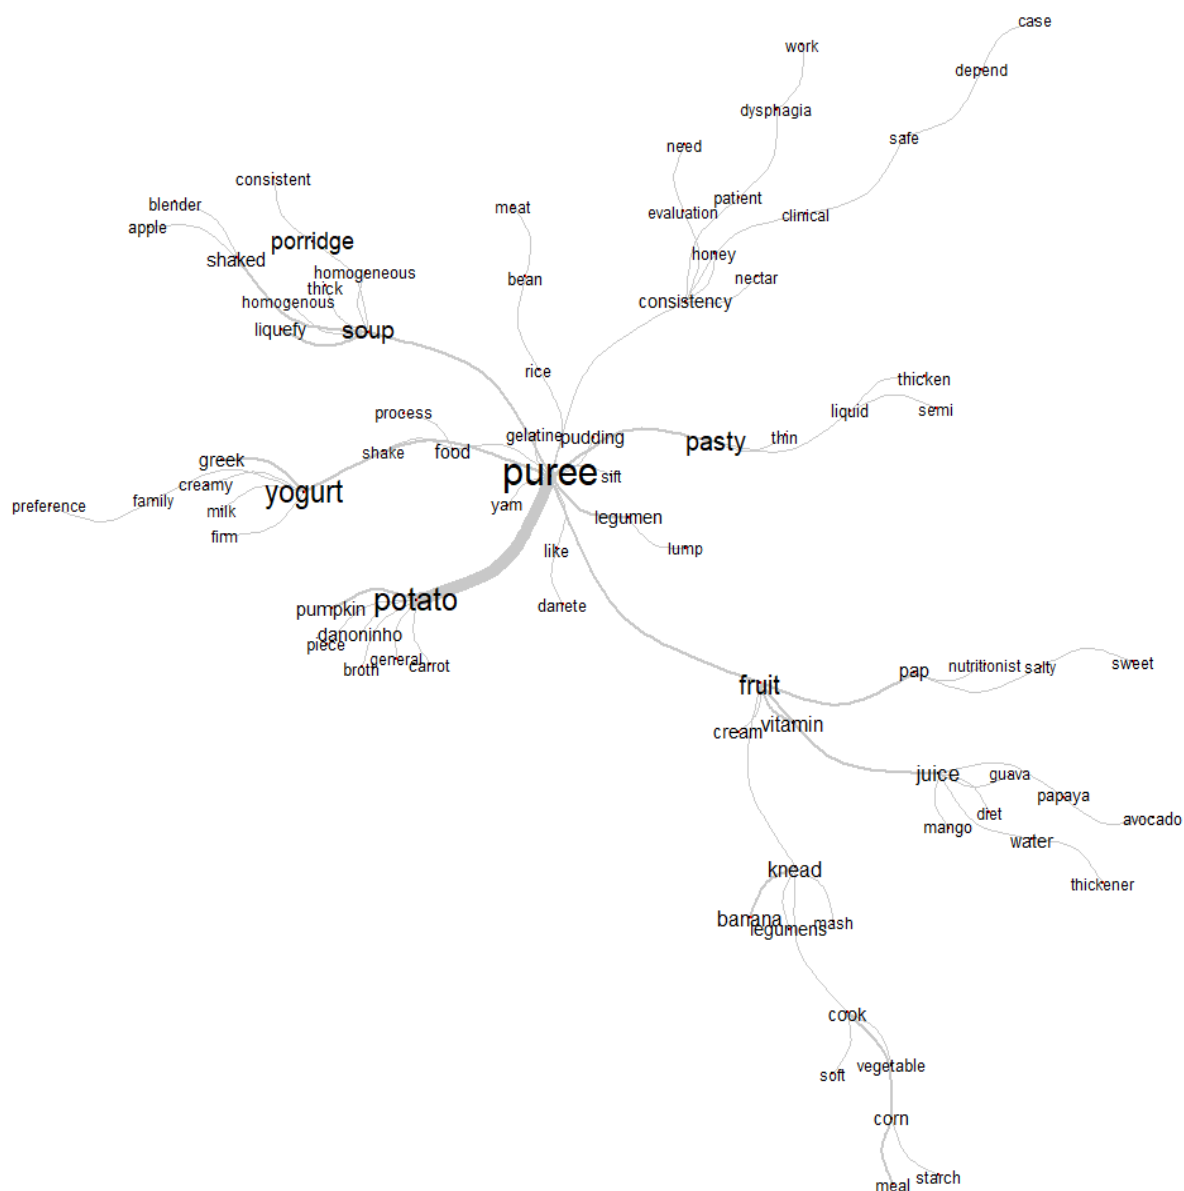 case
work
depend
dysphagia
safe
need
consistent
patient
blender
meat
evaluation
clinical
apple
porridge
honey
shaked
homogeneous
bean
nectar
thick
homogenous
consistency
liquefy
soup
rice
thicken
process
liquid
semi
gelatine
pudding
pasty
thin
shake
food
greek
puree
sift
creamy
yogurt
preference
family
milk
yam
legumen
firm
like
lump
potato
pumpkin
danete
danoninho
piece
broth
general
carrot
pap
nutritionist
salty
sweet
fruit
cream
vitamin
juice
guava
papaya
diet
avocado
mango
water
knead
thickener
banana
legumens
mash
cook
soft
vegetable
corn
starch
meal